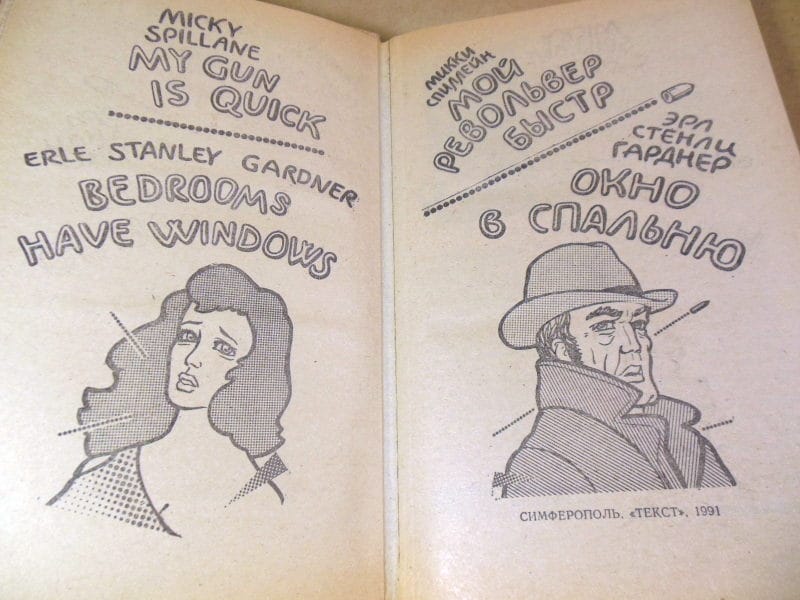 MICKY
SPILLANE
MY GUN
IS QUICK
ERLE STANLEY GARDNER
BEDROOMS
HAVE WINDOWS
МИККИ
СПИЛЛЕЙН
МОЙ
РЕВОЛЬВЕР
БЫСТР
ЭРЛ
СТЕНЛИ
ГАРДНЕР
ОКНО
В СПАЛЬНЮ
СИМФЕРОПОЛЬ, «ТЕКСТ», 1991